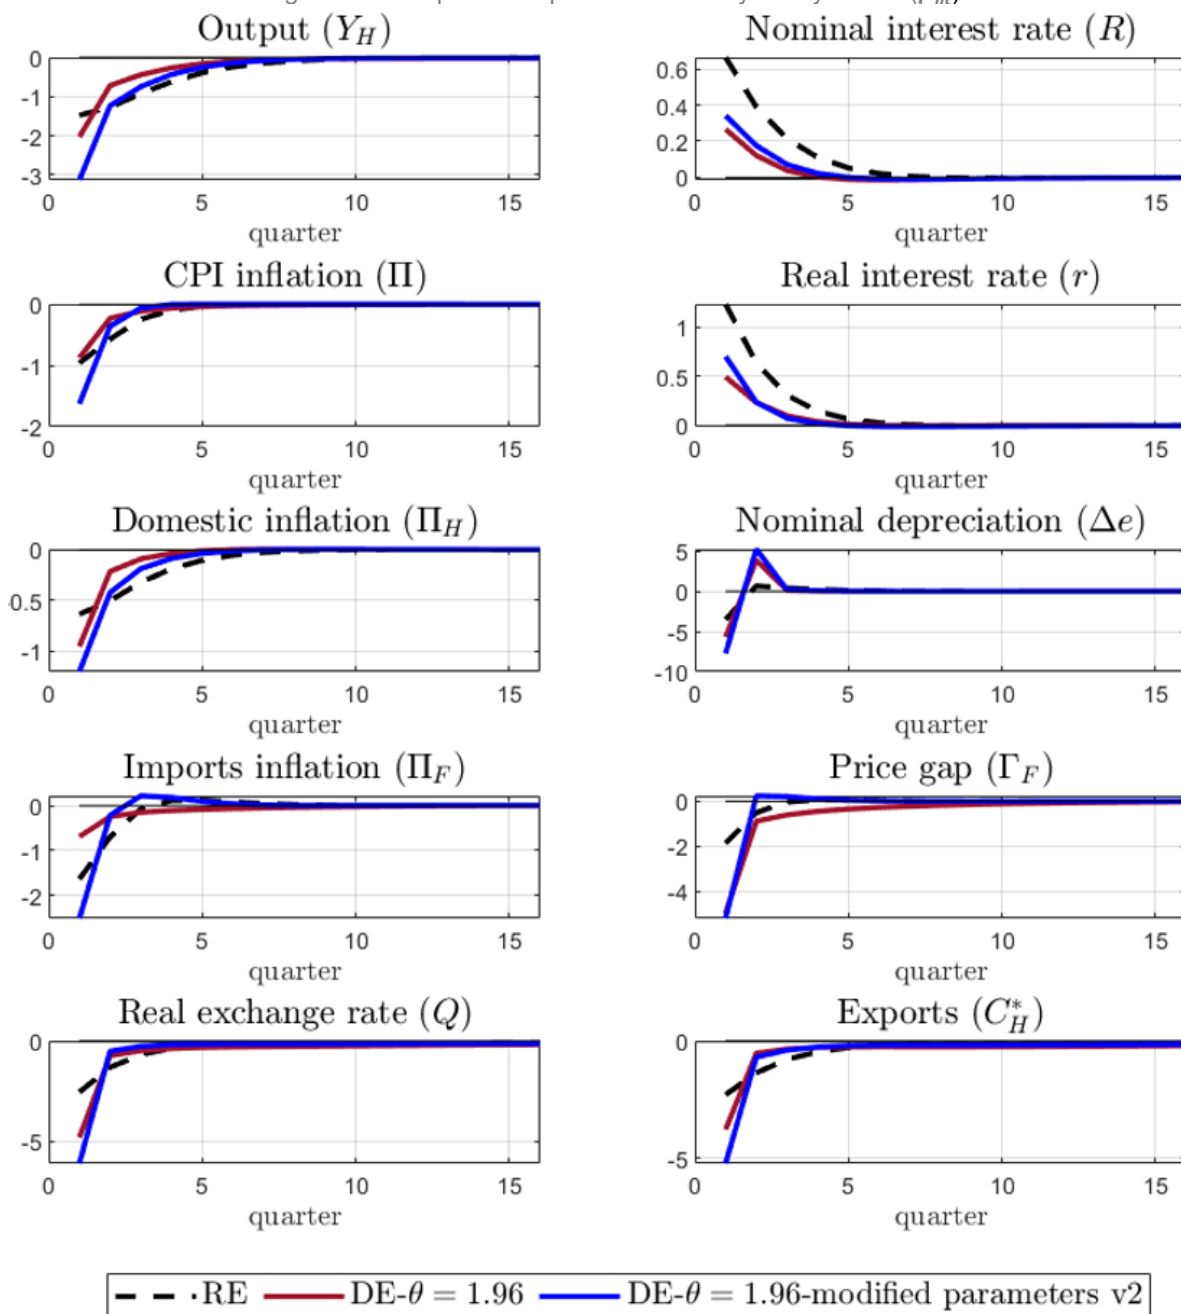 Output (Y_H)
Nominal interest rate (R)
0
-1
-2
-3
0 5 10 15
quarter
0.6
0.4
0.2
0
0 5 10 15
quarter
CPI inflation (Π)
Real interest rate (r)
0
-1
-2
0 5 10 15
quarter
1
0.5
0
0 5 10 15
quarter
Domestic inflation (Π_H)
Nominal depreciation (Δe)
0
0.5
-1
0 5 10 15
quarter
5
0
-5
-10
0 5 10 15
quarter
Imports inflation (Π_F)
Price gap (Γ_F)
0
-1
-2
0 5 10 15
quarter
0
-2
-4
0 5 10 15
quarter
Real exchange rate (Q)
Exports (C*_H)
0
-5
0 5 10 15
quarter
0
-5
0 5 10 15
quarter
RE DE-θ = 1.96 DE-θ = 1.96-modified parameters v2